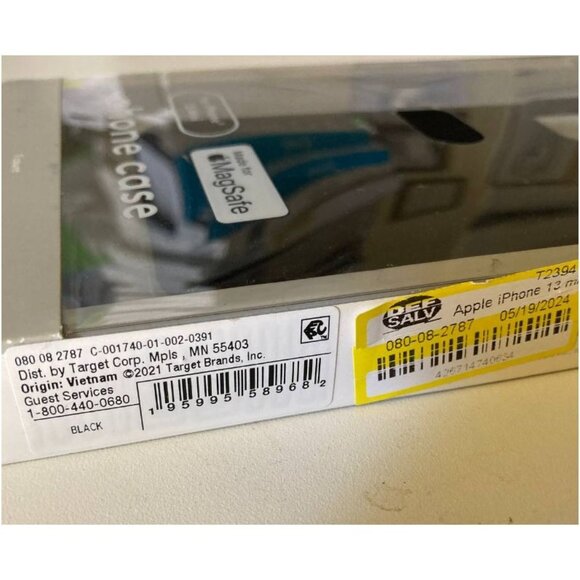 phone case
Made for
MagSafe
080 08 2787 C-001740-01-002-0391
Dist. by Target Corp. Mpls , MN 55403
Origin: Vietnam ©2021 Target Brands, Inc.
Guest Services
1-800-440-0680
BLACK
1 95995 58968 2
T2394
DEF
SALV
Apple iPhone 13
080-08-2787
05/19/2024